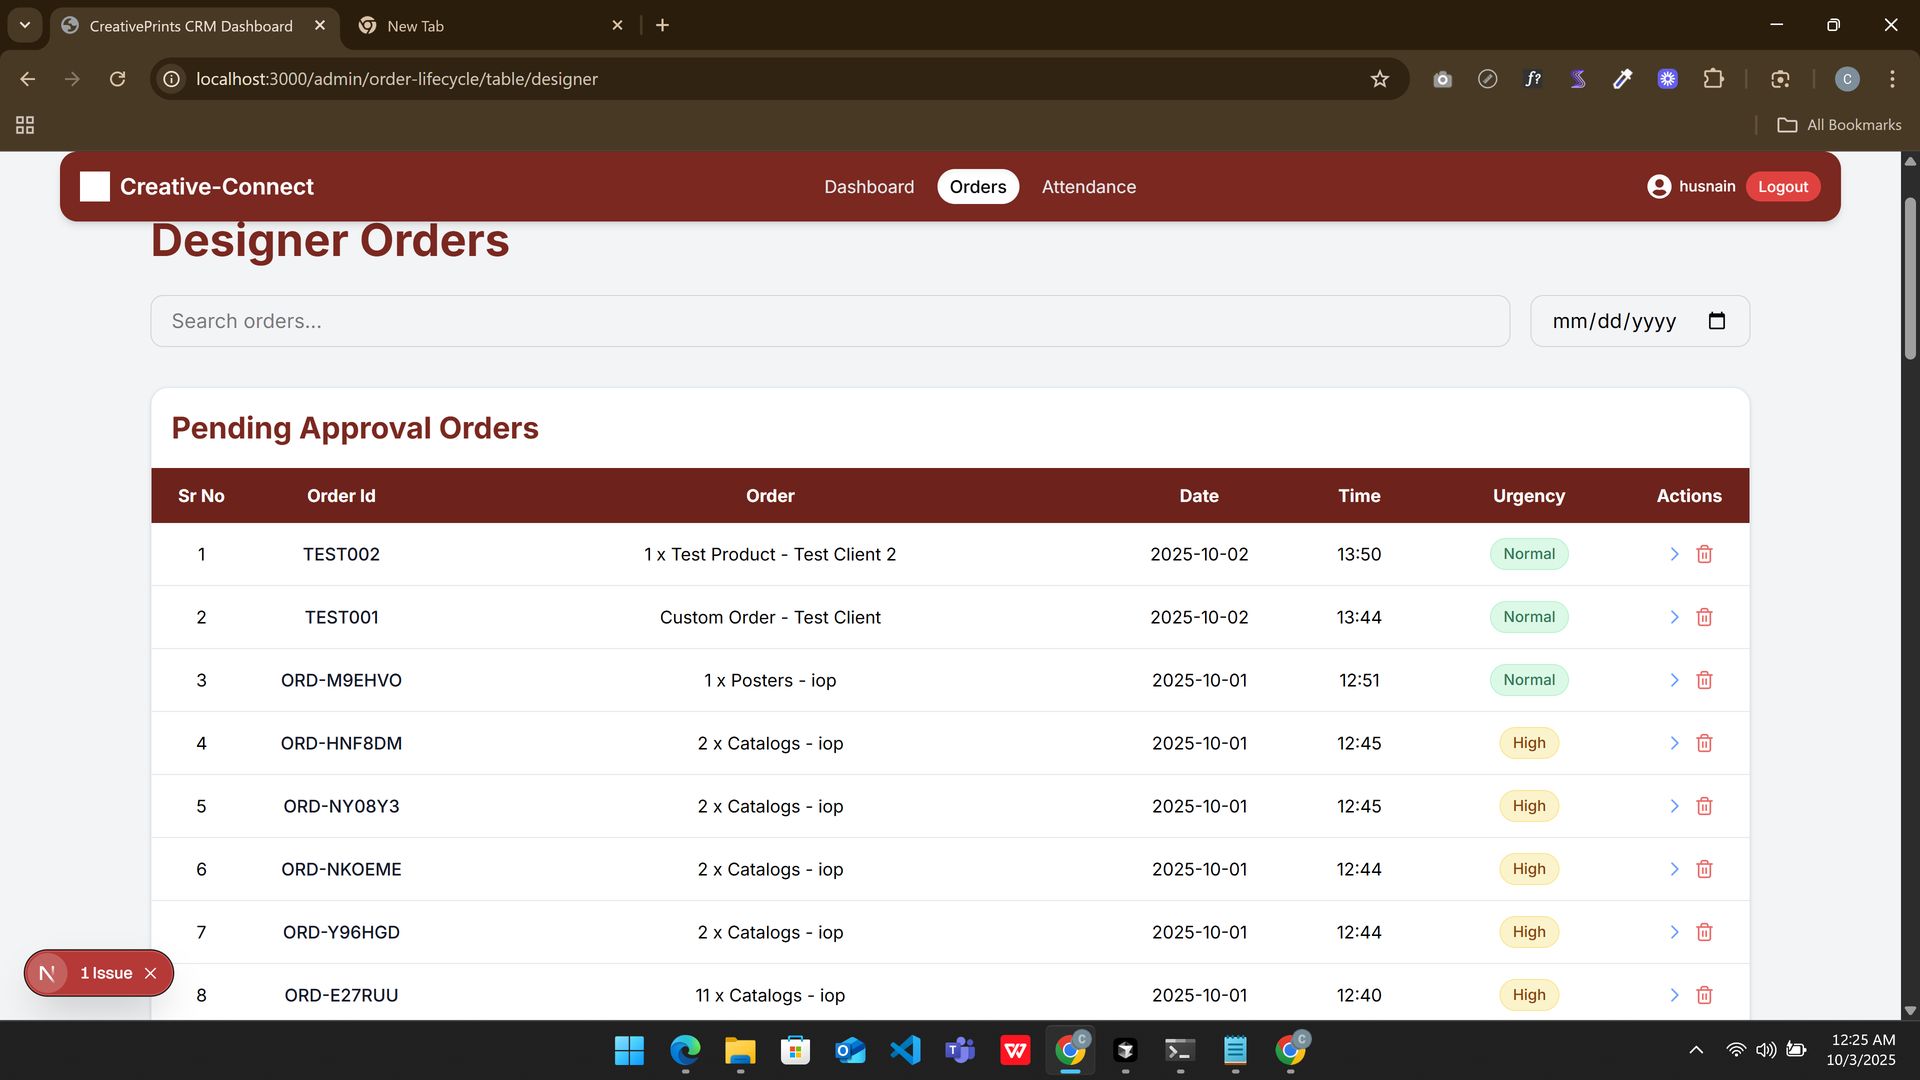 CreativePrints CRM Dashboard
New Tab
localhost:3000/admin/order-lifecycle/table/designer
f?
C
All Bookmarks
Creative-Connect
Dashboard
Orders
Attendance
husnain
Logout
Designer Orders
Search orders...
mm/dd/yyyy
Pending Approval Orders
Sr No Order Id Order Date Time Urgency Actions
1 TEST002 1 x Test Product - Test Client 2 2025-10-02 13:50 Normal
2 TEST001 Custom Order - Test Client 2025-10-02 13:44 Normal
3 ORD-M9EHVO 1 x Posters - iop 2025-10-01 12:51 Normal
4 ORD-HNF8DM 2 x Catalogs - iop 2025-10-01 12:45 High
5 ORD-NY08Y3 2 x Catalogs - iop 2025-10-01 12:45 High
6 ORD-NKOEME 2 x Catalogs - iop 2025-10-01 12:44 High
7 ORD-Y96HGD 2 x Catalogs - iop 2025-10-01 12:44 High
8 ORD-E27RUU 11 x Catalogs - iop 2025-10-01 12:40 High
N 1 Issue
12:25 AM
10/3/2025